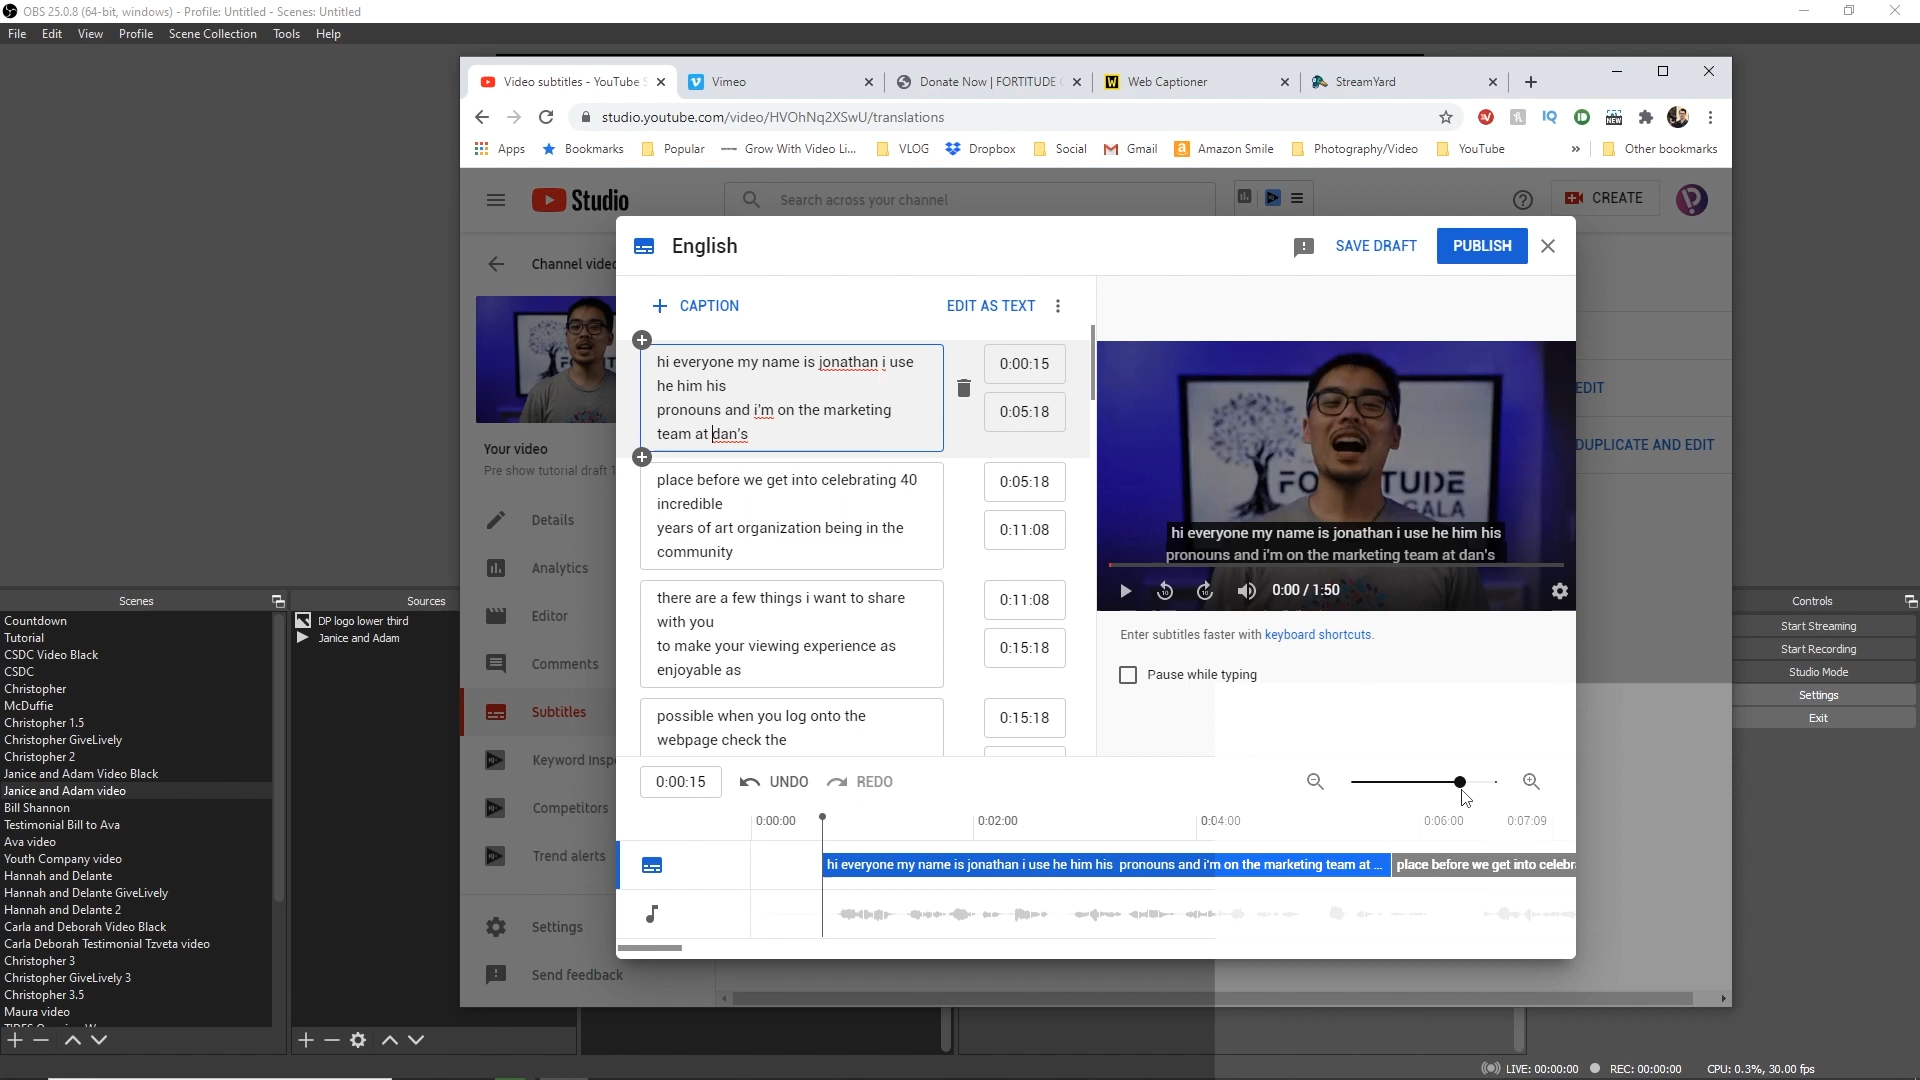 OBS 25.0.8 (64-bit, windows) - Profile: Untitled - Scenes: Untitled
File Edit View Profile Scene Collection Tools Help
Video subtitles - YouTube S
Vimeo
Donate Now | FORTITUDE
Web Captioner
StreamYard
studio.youtube.com/video/HVOhNq2XSwU/translations
Apps Bookmarks Popular Grow With Video Li... VLOG Dropbox Social Gmail Amazon Smile Photography/Video YouTube » Other bookmarks
Studio
Search across your channel
CREATE
Channel videc
Your video
Pre show tutorial draft 1
Details
Analytics
Editor
Comments
Subtitles
Keyword Inspe
Competitors
Trend alerts
Settings
Send feedback
EDIT
DUPLICATE AND EDIT
English
SAVE DRAFT
PUBLISH
CAPTION
EDIT AS TEXT
hi everyone my name is jonathan i use
he him his
pronouns and i'm on the marketing
team at dan's
0:00:15
0:05:18
place before we get into celebrating 40
incredible
years of art organization being in the
community
0:05:18
0:11:08
there are a few things i want to share
with you
to make your viewing experience as
enjoyable as
0:11:08
0:15:18
possible when you log onto the
webpage check the
0:15:18
FORTITUDE
GALA
hi everyone my name is jonathan i use he him his
pronouns and i'm on the marketing team at dan's
0:00 / 1:50
Enter subtitles faster with keyboard shortcuts.
Pause while typing
0:00:15
UNDO
REDO
0:00:00 0:02:00 0:04:00 0:06:00 0:07:09
hi everyone my name is jonathan i use he him his pronouns and i'm on the marketing team at ...
place before we get into celebr
Scenes
Countdown
Tutorial
CSDC Video Black
CSDC
Christopher
McDuffie
Christopher 1.5
Christopher GiveLively
Christopher 2
Janice and Adam Video Black
Janice and Adam video
Bill Shannon
Testimonial Bill to Ava
Ava video
Youth Company video
Hannah and Delante
Hannah and Delante GiveLively
Hannah and Delante 2
Carla and Deborah Video Black
Carla Deborah Testimonial Tzveta video
Christopher 3
Christopher GiveLively 3
Christopher 3.5
Maura video
Sources
DP logo lower third
Janice and Adam
Controls
Start Streaming
Start Recording
Studio Mode
Settings
Exit
LIVE: 00:00:00 REC: 00:00:00 CPU: 0.3%, 30.00 fps